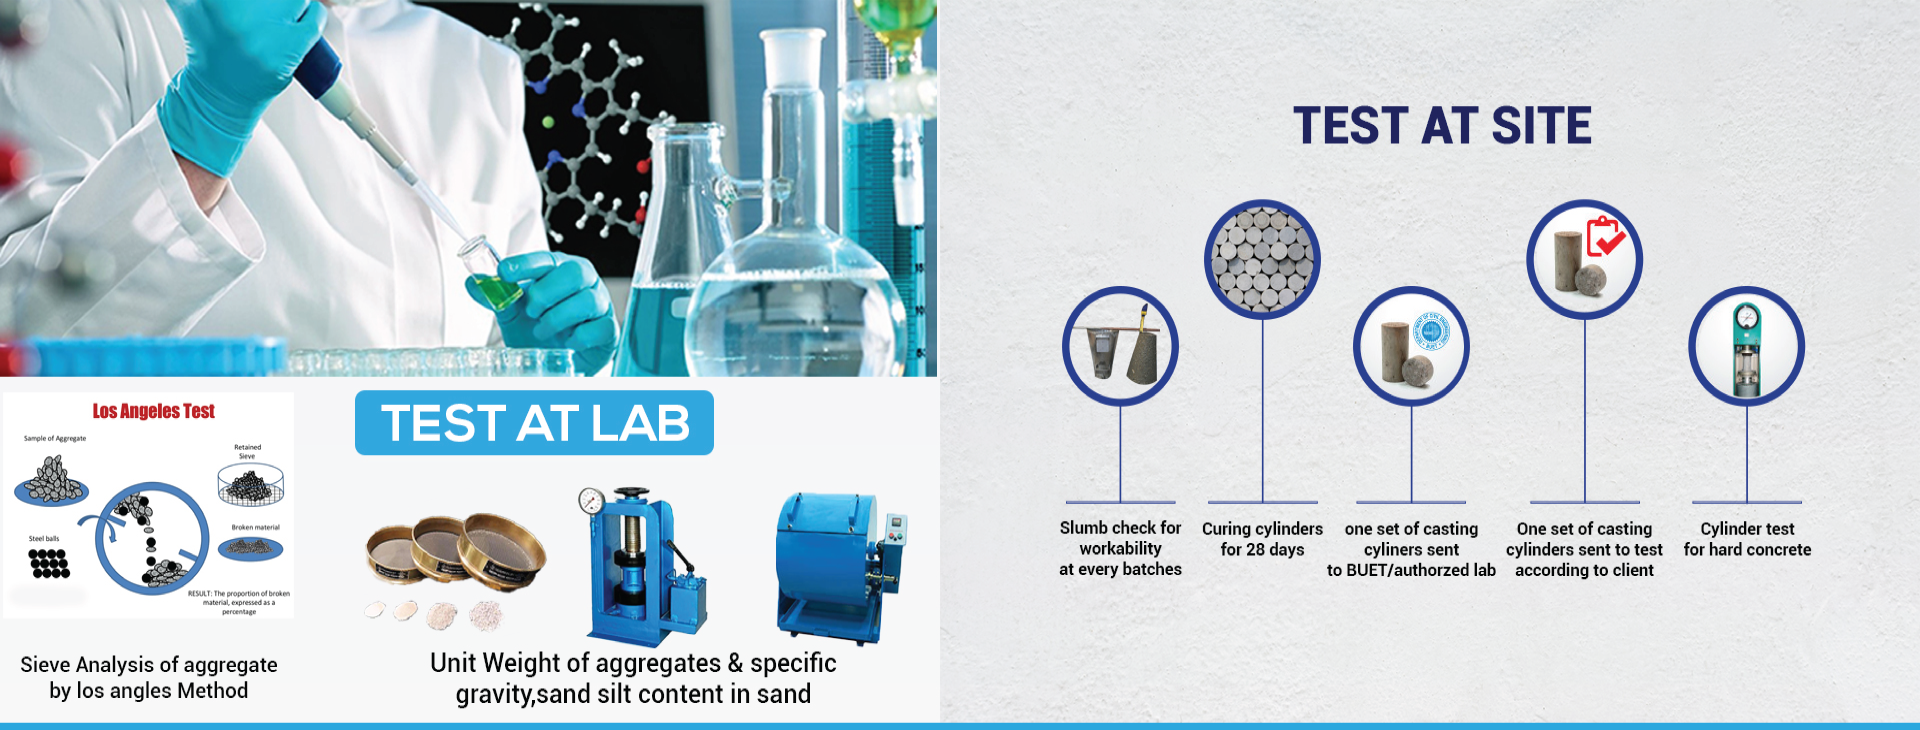 Los Angeles Test
Sample of Aggregate
Retained
Sieve
Steel balls
Broken material
RESULT: The proportion of broken
material, expressed as a
percentage
Sieve Analysis of aggregate
by los angles Method
TEST AT LAB
Unit Weight of aggregates & specific
gravity,sand silt content in sand
TEST AT SITE
Slumb check for
workability
at every batches
Curing cylinders
for 28 days
one set of casting
cyliners sent
to BUET/authorzed lab
One set of casting
cylinders sent to test
according to client
Cylinder test
for hard concrete